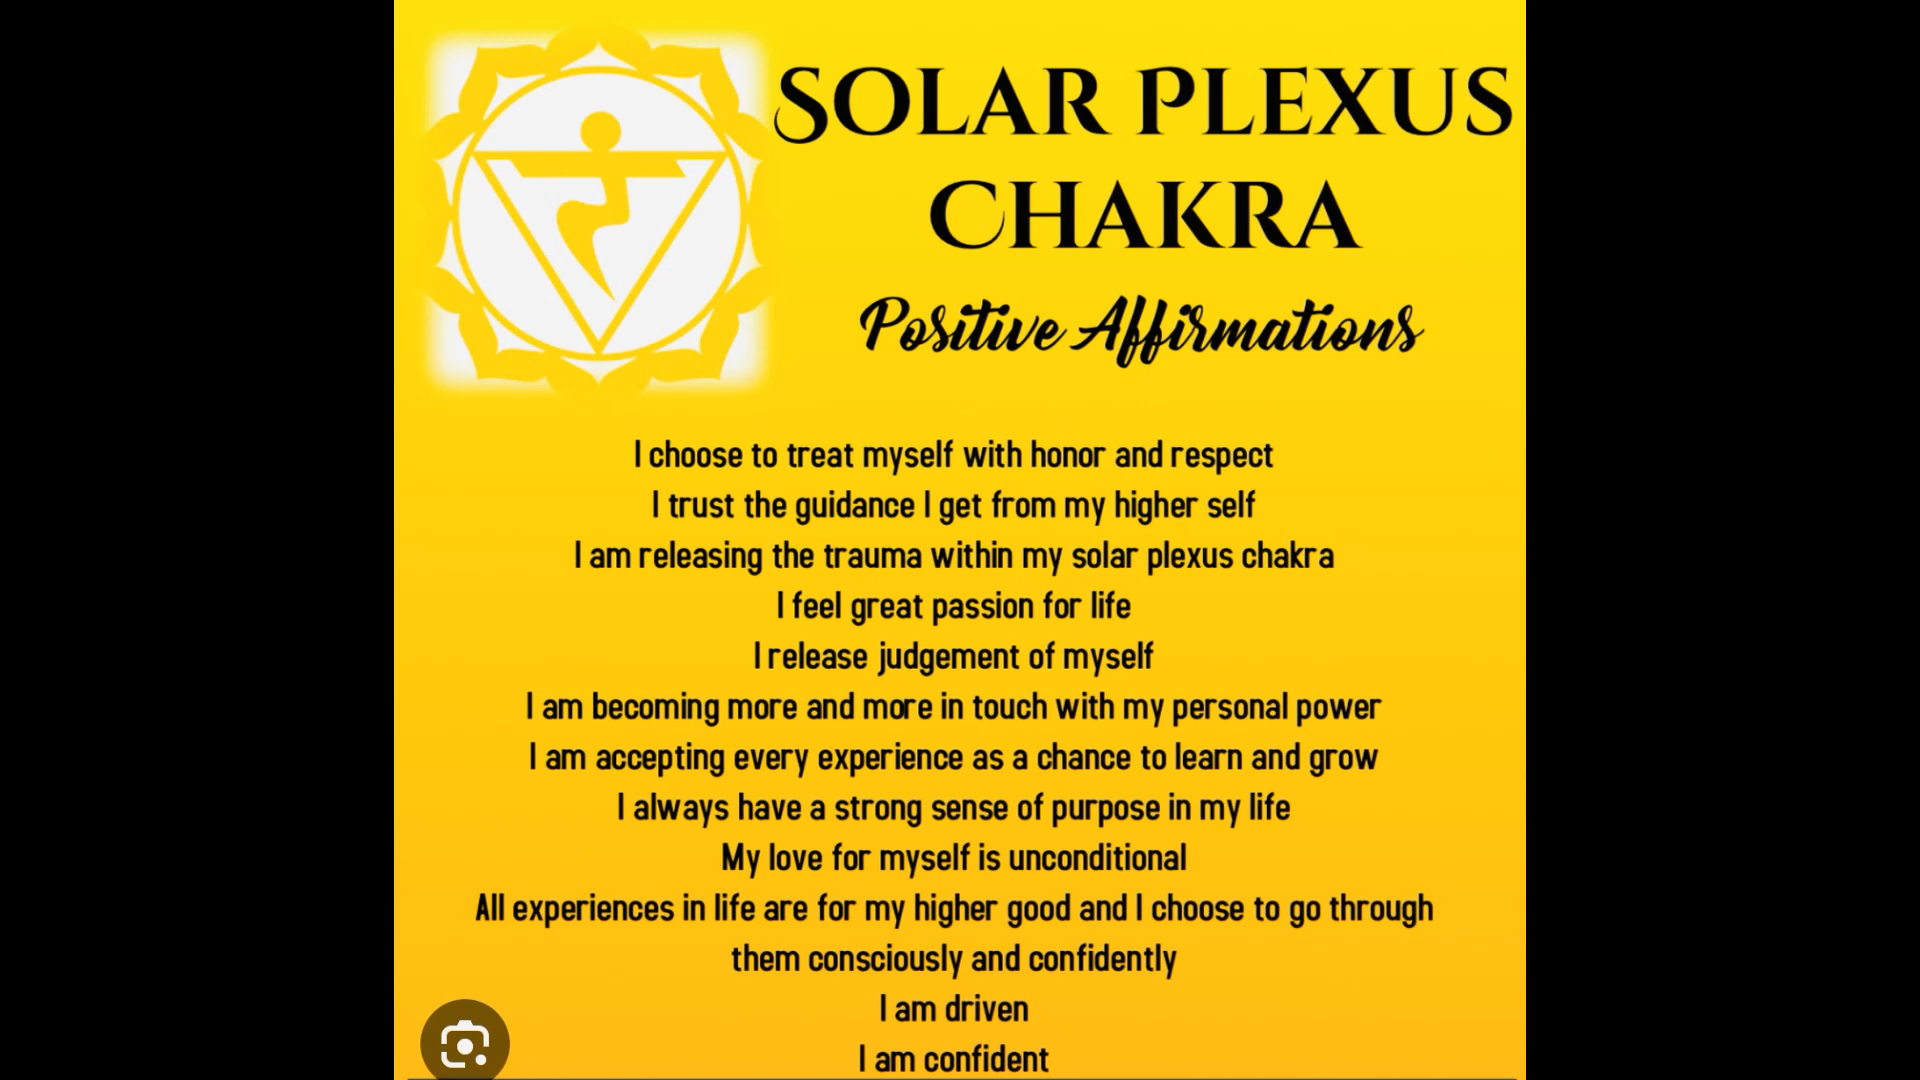 Solar Plexus
Chakra
Positive Affirmations
I choose to treat myself with honor and respect
I trust the guidance I get from my higher self
I am releasing the trauma within my solar plexus chakra
I feel great passion for life
I release judgement of myself
I am becoming more and more in touch with my personal power
I am accepting every experience as a chance to learn and grow
I always have a strong sense of purpose in my life
My love for myself is unconditional
All experiences in life are for my higher good and I choose to go through
them consciously and confidently
I am driven
I am confident